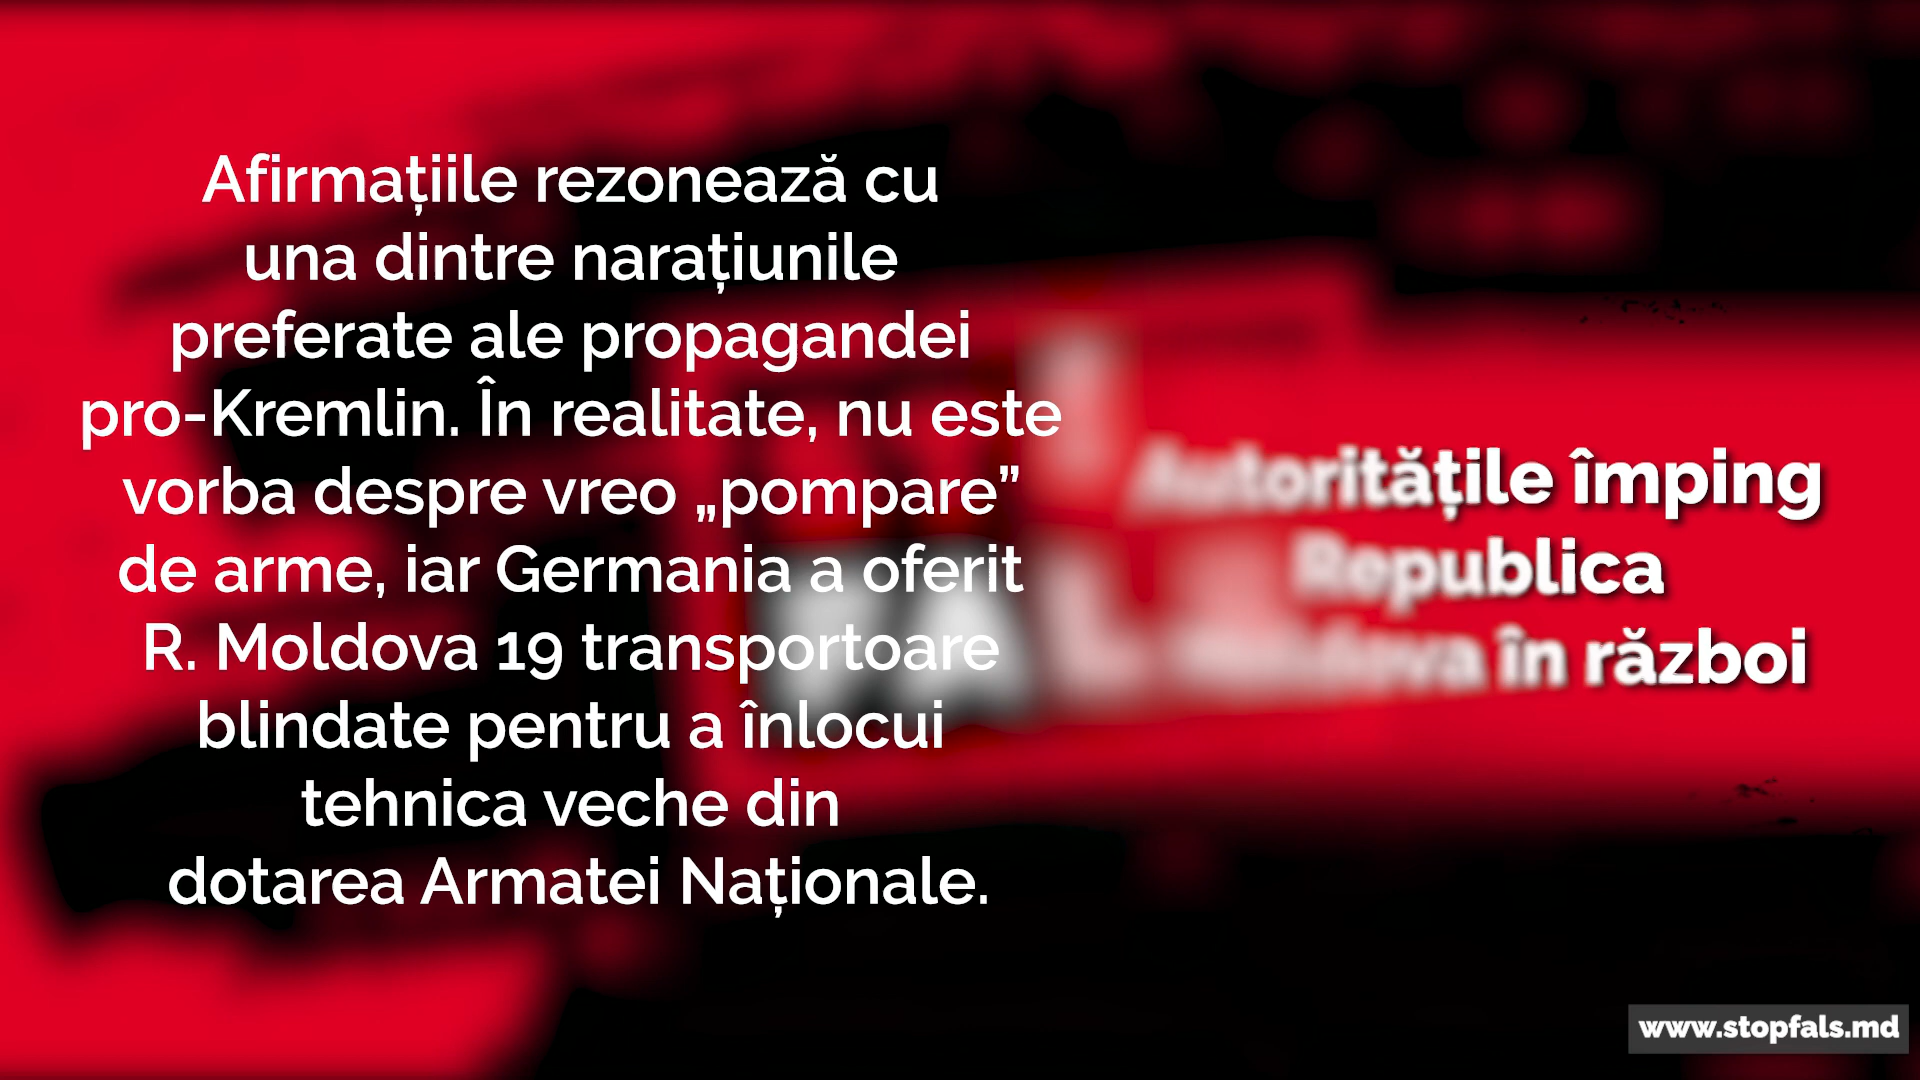 Afirmațiile rezonează cu
una dintre narațiunile
preferate ale propagandei
pro-Kremlin. În realitate, nu este
vorba despre vreo „pompare”
de arme, iar Germania a oferit
R. Moldova 19 transportoare
blindate pentru a înlocui
tehnica veche din
dotarea Armatei Naționale.
Autoritățile împing
Republica
în război
www.stopfals.md